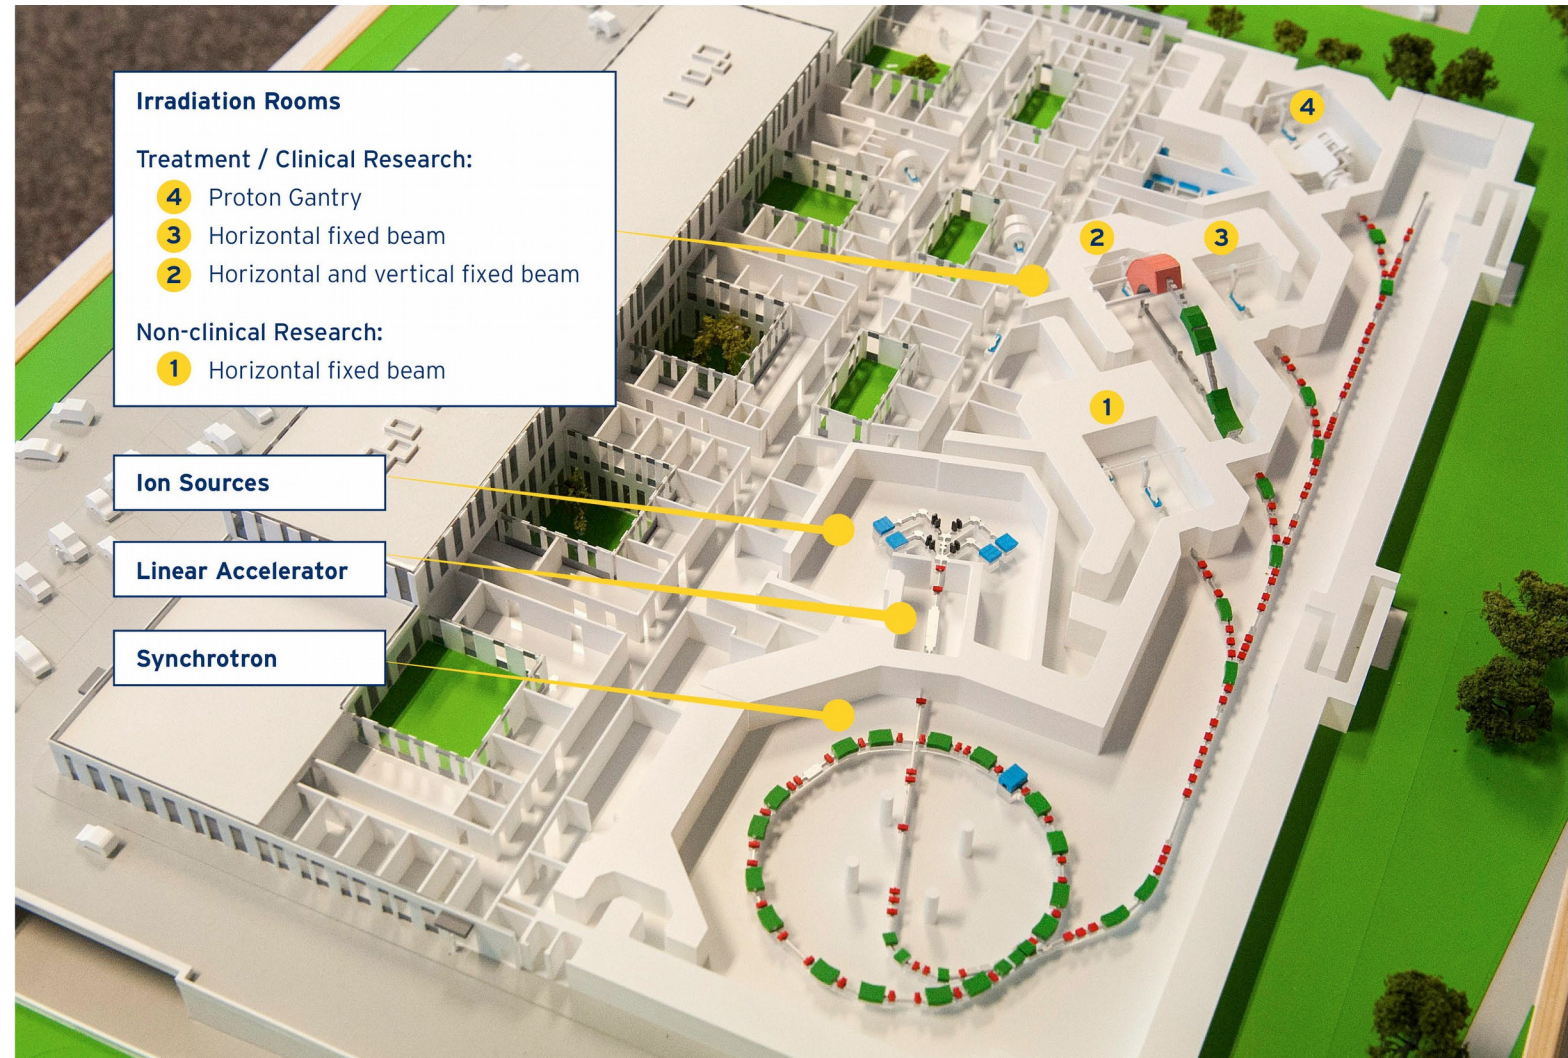 Irradiation Rooms
Treatment / Clinical Research:
4 Proton Gantry
3 Horizontal fixed beam
2 Horizontal and vertical fixed beam
Non-clinical Research:
1 Horizontal fixed beam
Ion Sources
Linear Accelerator
Synchrotron
4
2
3
1